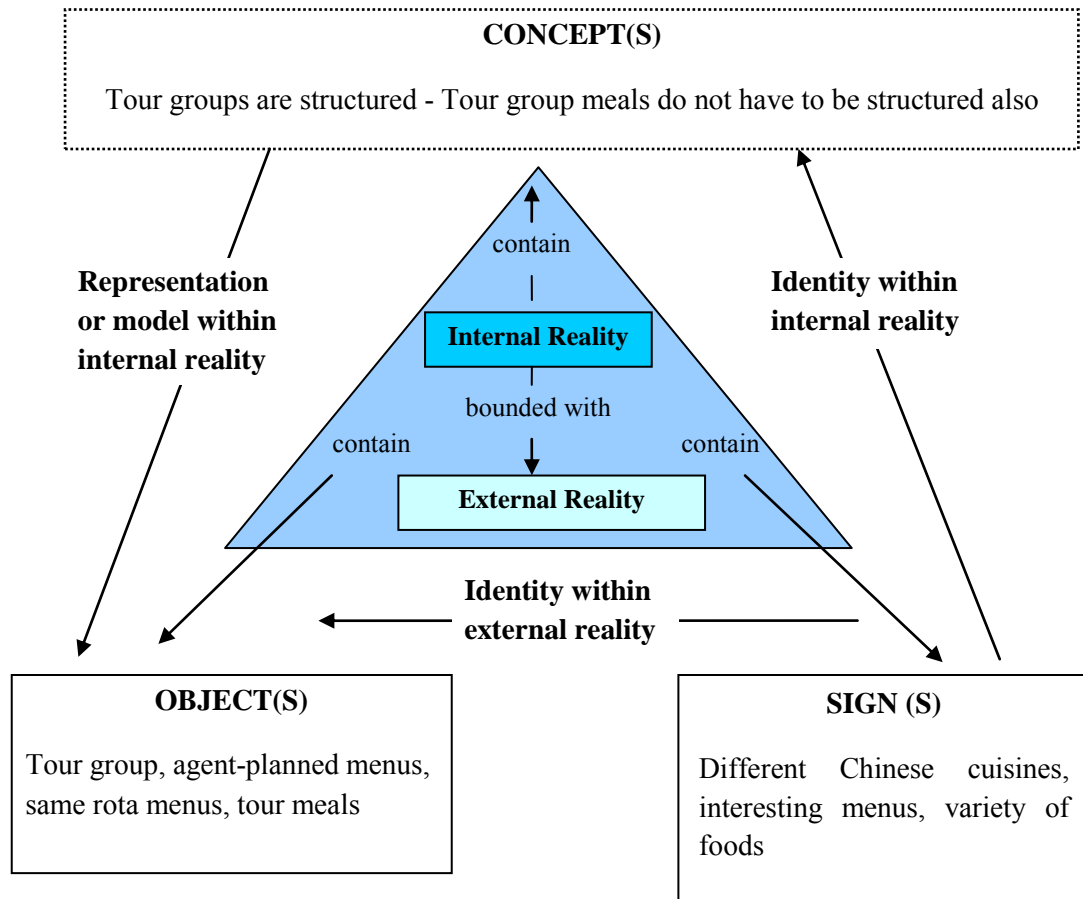 CONCEPT(S)
Tour groups are structured - Tour group meals do not have to be structured also
contain
Representation
or model within
internal reality
Identity within
internal reality
Internal Reality
bounded with
contain
contain
External Reality
Identity within
external reality
OBJECT(S)
Tour group, agent-planned menus,
same rota menus, tour meals
SIGN (S)
Different Chinese cuisines,
interesting menus, variety of
foods